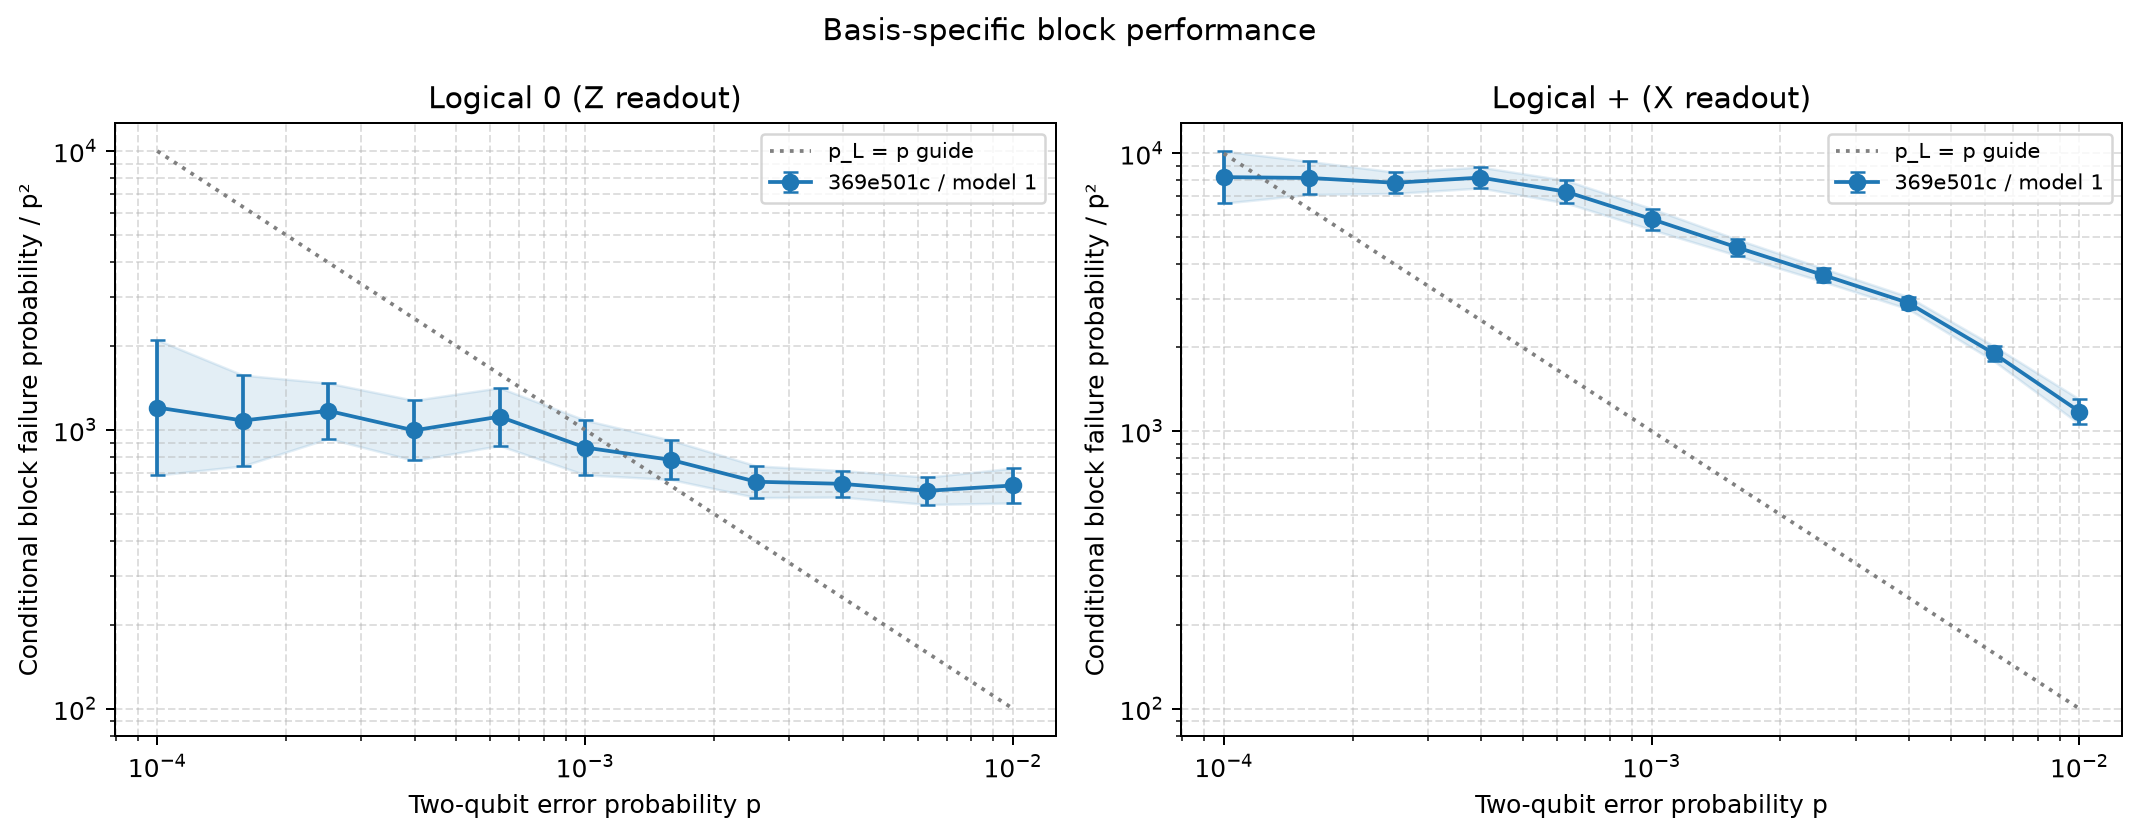 Basis-specific block performance
Logical 0 (Z readout)
p_L = p guide
369e501c / model 1
Conditional block failure probability / p²
10⁴
10³
10²
10⁻⁴
10⁻³
10⁻²
Two-qubit error probability p
Logical + (X readout)
p_L = p guide
369e501c / model 1
Conditional block failure probability / p²
10⁴
10³
10²
10⁻⁴
10⁻³
10⁻²
Two-qubit error probability p